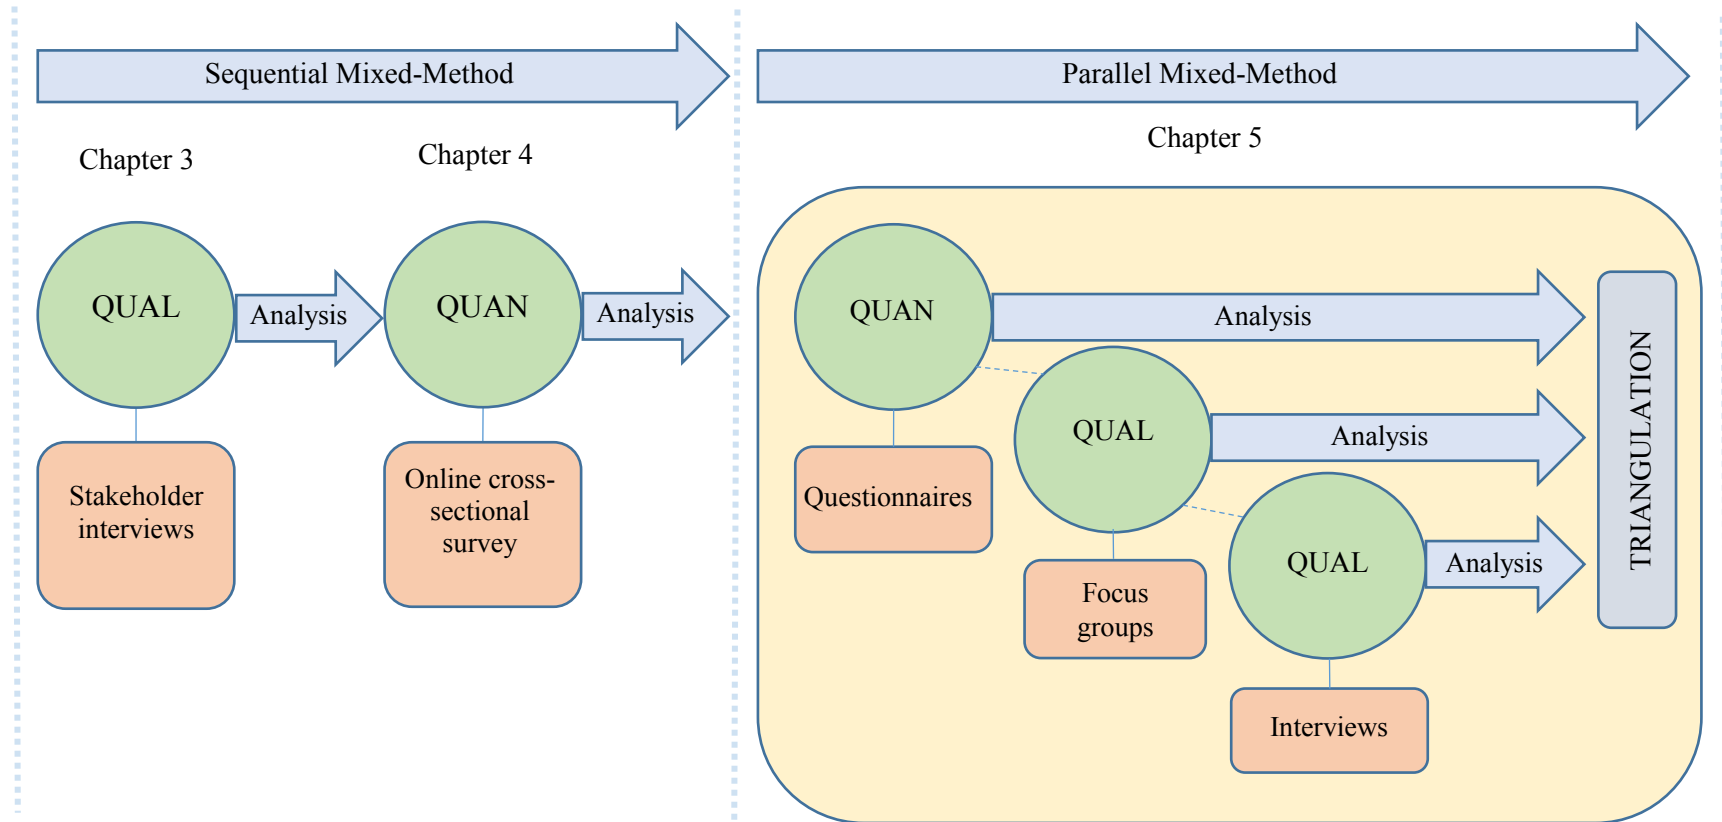 Sequential Mixed-Method
Parallel Mixed-Method
Chapter 3
Chapter 4
Chapter 5
QUAL
Analysis
QUAN
Analysis
Stakeholder
interviews
Online cross-
sectional
survey
QUAN
Analysis
Questionnaires
QUAL
Analysis
Focus
groups
QUAL
Analysis
Interviews
TRIANGULATION